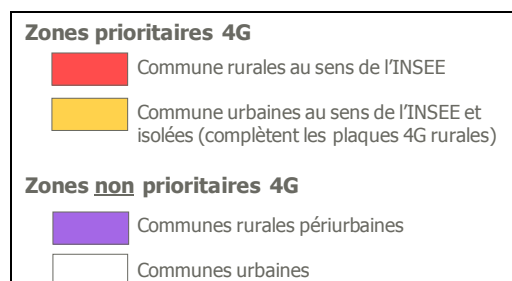 Zones prioritaires 4G
Commune rurales au sens de l'INSEE
Commune urbaines au sens de l'INSEE et
isolées (complètent les plaques 4G rurales)
Zones non prioritaires 4G
Communes rurales périurbaines
Communes urbaines